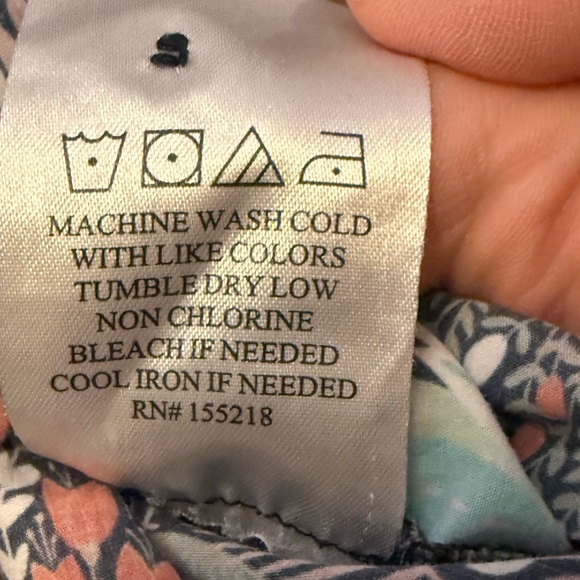 MACHINE WASH COLD
WITH LIKE COLORS
TUMBLE DRY LOW
NON CHLORINE
BLEACH IF NEEDED
COOL IRON IF NEEDED
RN# 155218